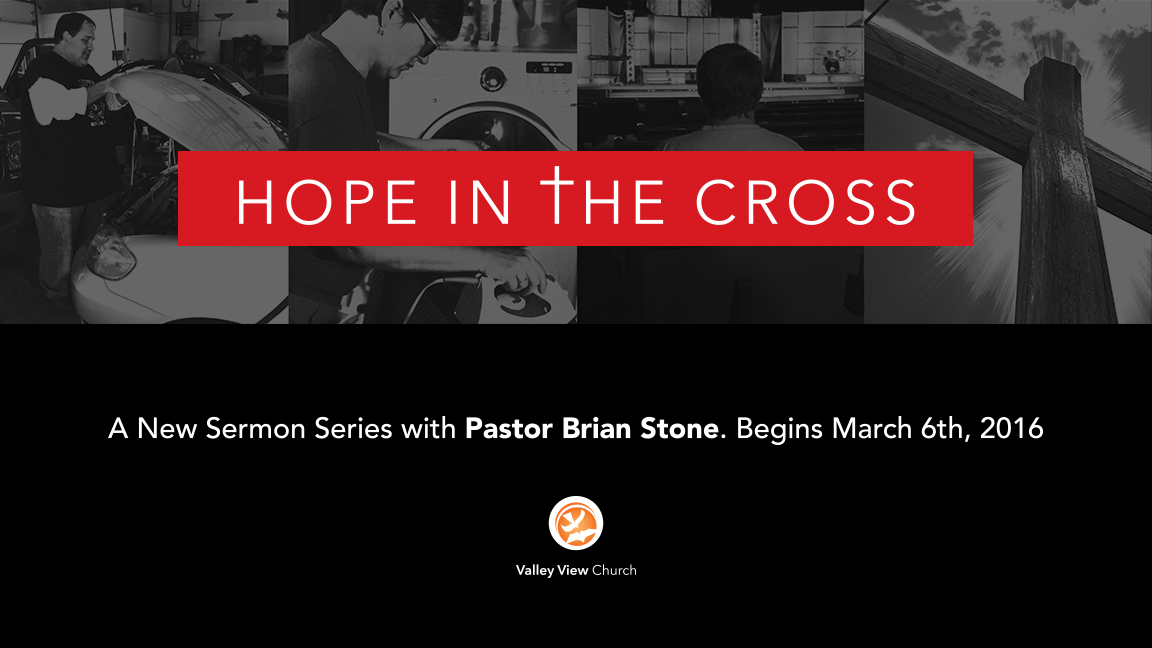 HOPE IN THE CROSS
A New Sermon Series with Pastor Brian Stone. Begins March 6th, 2016
Valley View Church